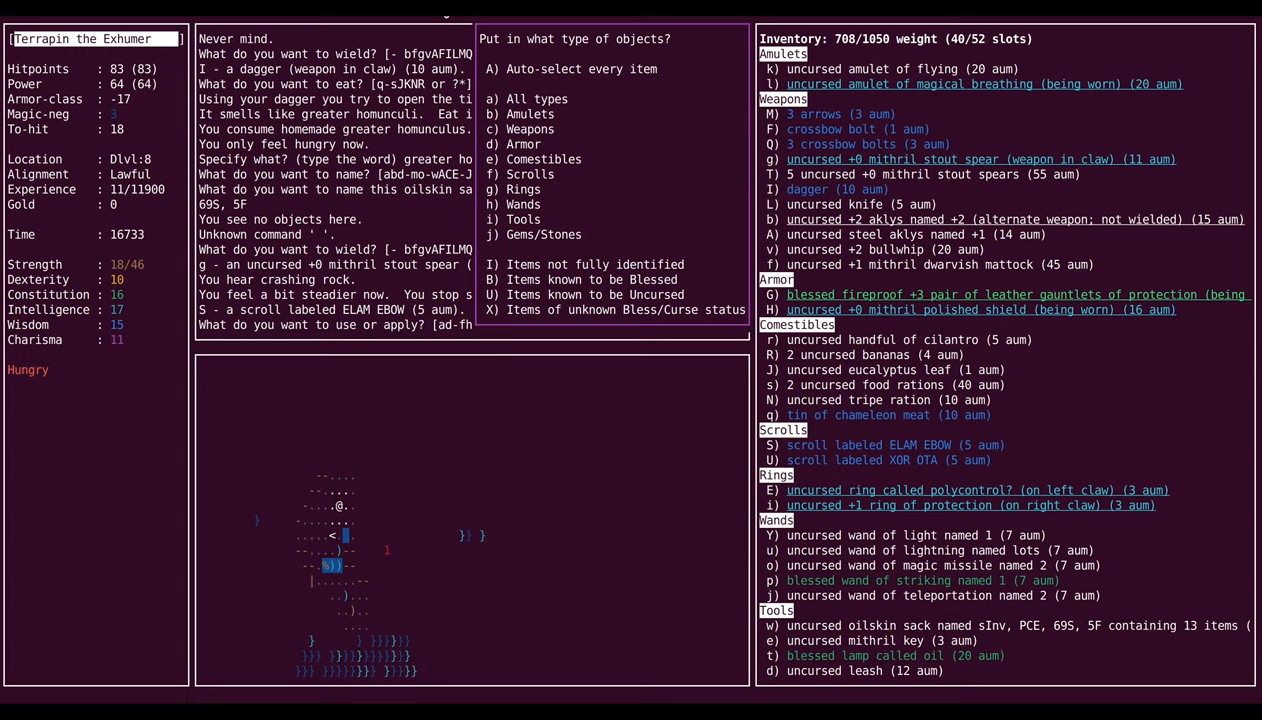 [Terrapin the Exhumer ]
Hitpoints : 83 (83)
Power : 64 (64)
Armor-class : -17
Magic-neg : 3
To-hit : 18
Location : Dlvl:8
Alignment : Lawful
Experience : 11/11900
Gold : 0
Time : 16733
Strength : 18/46
Dexterity : 10
Constitution : 16
Intelligence : 17
Wisdom : 15
Charisma : 11
Hungry
Never mind.
What do you want to wield? [- bfgvAFILMQ
I - a dagger (weapon in claw) (10 aum).
What do you want to eat? [q-sJKNR or ?*]
Using your dagger you try to open the ti
It smells like greater homunculi.  Eat i
You consume homemade greater homunculus.
You only feel hungry now.
Specify what? (type the word) greater ho
What do you want to name? [abd-mo-wACE-J
What do you want to name this oilskin sa
69S, 5F
You see no objects here.
Unknown command ' '.
What do you want to wield? [- bfgvAFILMQ
g - an uncursed +0 mithril stout spear (
You hear crashing rock.
You feel a bit steadier now.  You stop s
S - a scroll labeled ELAM EBOW (5 aum).
What do you want to use or apply? [ad-fh
Put in what type of objects?
A) Auto-select every item
a) All types
b) Amulets
c) Weapons
d) Armor
e) Comestibles
f) Scrolls
g) Rings
h) Wands
i) Tools
j) Gems/Stones
I) Items not fully identified
B) Items known to be Blessed
U) Items known to be Uncursed
X) Items of unknown Bless/Curse status
--....
--....
-....@.
} -......
.....<. . }} }
--....)-- 1
--.%))--
|......--
..)...
..)..
....
} } }}}}}}
}}} }}}}}}}}}}}
}}} }}}}}}} }}}}}
Inventory: 708/1050 weight (40/52 slots)
Amulets
k) uncursed amulet of flying (20 aum)
l) uncursed amulet of magical breathing (being worn) (20 aum)
Weapons
M) 3 arrows (3 aum)
F) crossbow bolt (1 aum)
Q) 3 crossbow bolts (3 aum)
g) uncursed +0 mithril stout spear (weapon in claw) (11 aum)
T) 5 uncursed +0 mithril stout spears (55 aum)
I) dagger (10 aum)
L) uncursed knife (5 aum)
b) uncursed +2 aklys named +2 (alternate weapon; not wielded) (15 aum)
A) uncursed steel aklys named +1 (14 aum)
v) uncursed +2 bullwhip (20 aum)
f) uncursed +1 mithril dwarvish mattock (45 aum)
Armor
G) blessed fireproof +3 pair of leather gauntlets of protection (being
H) uncursed +0 mithril polished shield (being worn) (16 aum)
Comestibles
r) uncursed handful of cilantro (5 aum)
R) 2 uncursed bananas (4 aum)
J) uncursed eucalyptus leaf (1 aum)
s) 2 uncursed food rations (40 aum)
N) uncursed tripe ration (10 aum)
q) tin of chameleon meat (10 aum)
Scrolls
S) scroll labeled ELAM EBOW (5 aum)
U) scroll labeled XOR OTA (5 aum)
Rings
E) uncursed ring called polycontrol? (on left claw) (3 aum)
i) uncursed +1 ring of protection (on right claw) (3 aum)
Wands
Y) uncursed wand of light named 1 (7 aum)
u) uncursed wand of lightning named lots (7 aum)
o) uncursed wand of magic missile named 2 (7 aum)
p) blessed wand of striking named 1 (7 aum)
j) uncursed wand of teleportation named 2 (7 aum)
Tools
w) uncursed oilskin sack named sInv, PCE, 69S, 5F containing 13 items (
e) uncursed mithril key (3 aum)
t) blessed lamp called oil (20 aum)
d) uncursed leash (12 aum)